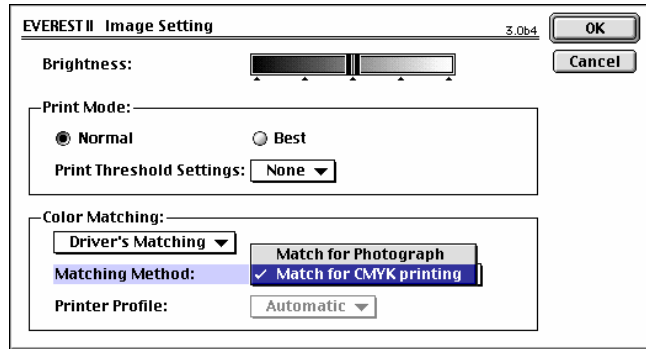 EVEREST II Image Setting
3.0b4
OK
Brightness:
Cancel
Print Mode:
Normal
Best
Print Threshold Settings: None
Color Matching:
Driver's Matching
Match for Photograph
Matching Method: ✓ Match for CMYK printing
Printer Profile: Automatic